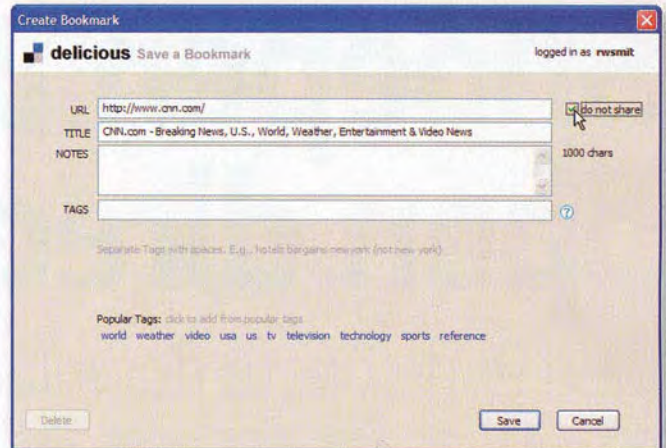 Create Bookmark
delicious Save a Bookmark
logged in as rwsmit
URL http://www.cnn.com/ do not share
TITLE CNN.com - Breaking News, U.S., World, Weather, Entertainment & Video News
NOTES 1000 chars
TAGS
Separate Tags with spaces. E.g., hotels bargains newyork (not new york)
Popular Tags: click to add from popular tags
world weather video usa us tv television technology sports reference
Delete Save Cancel